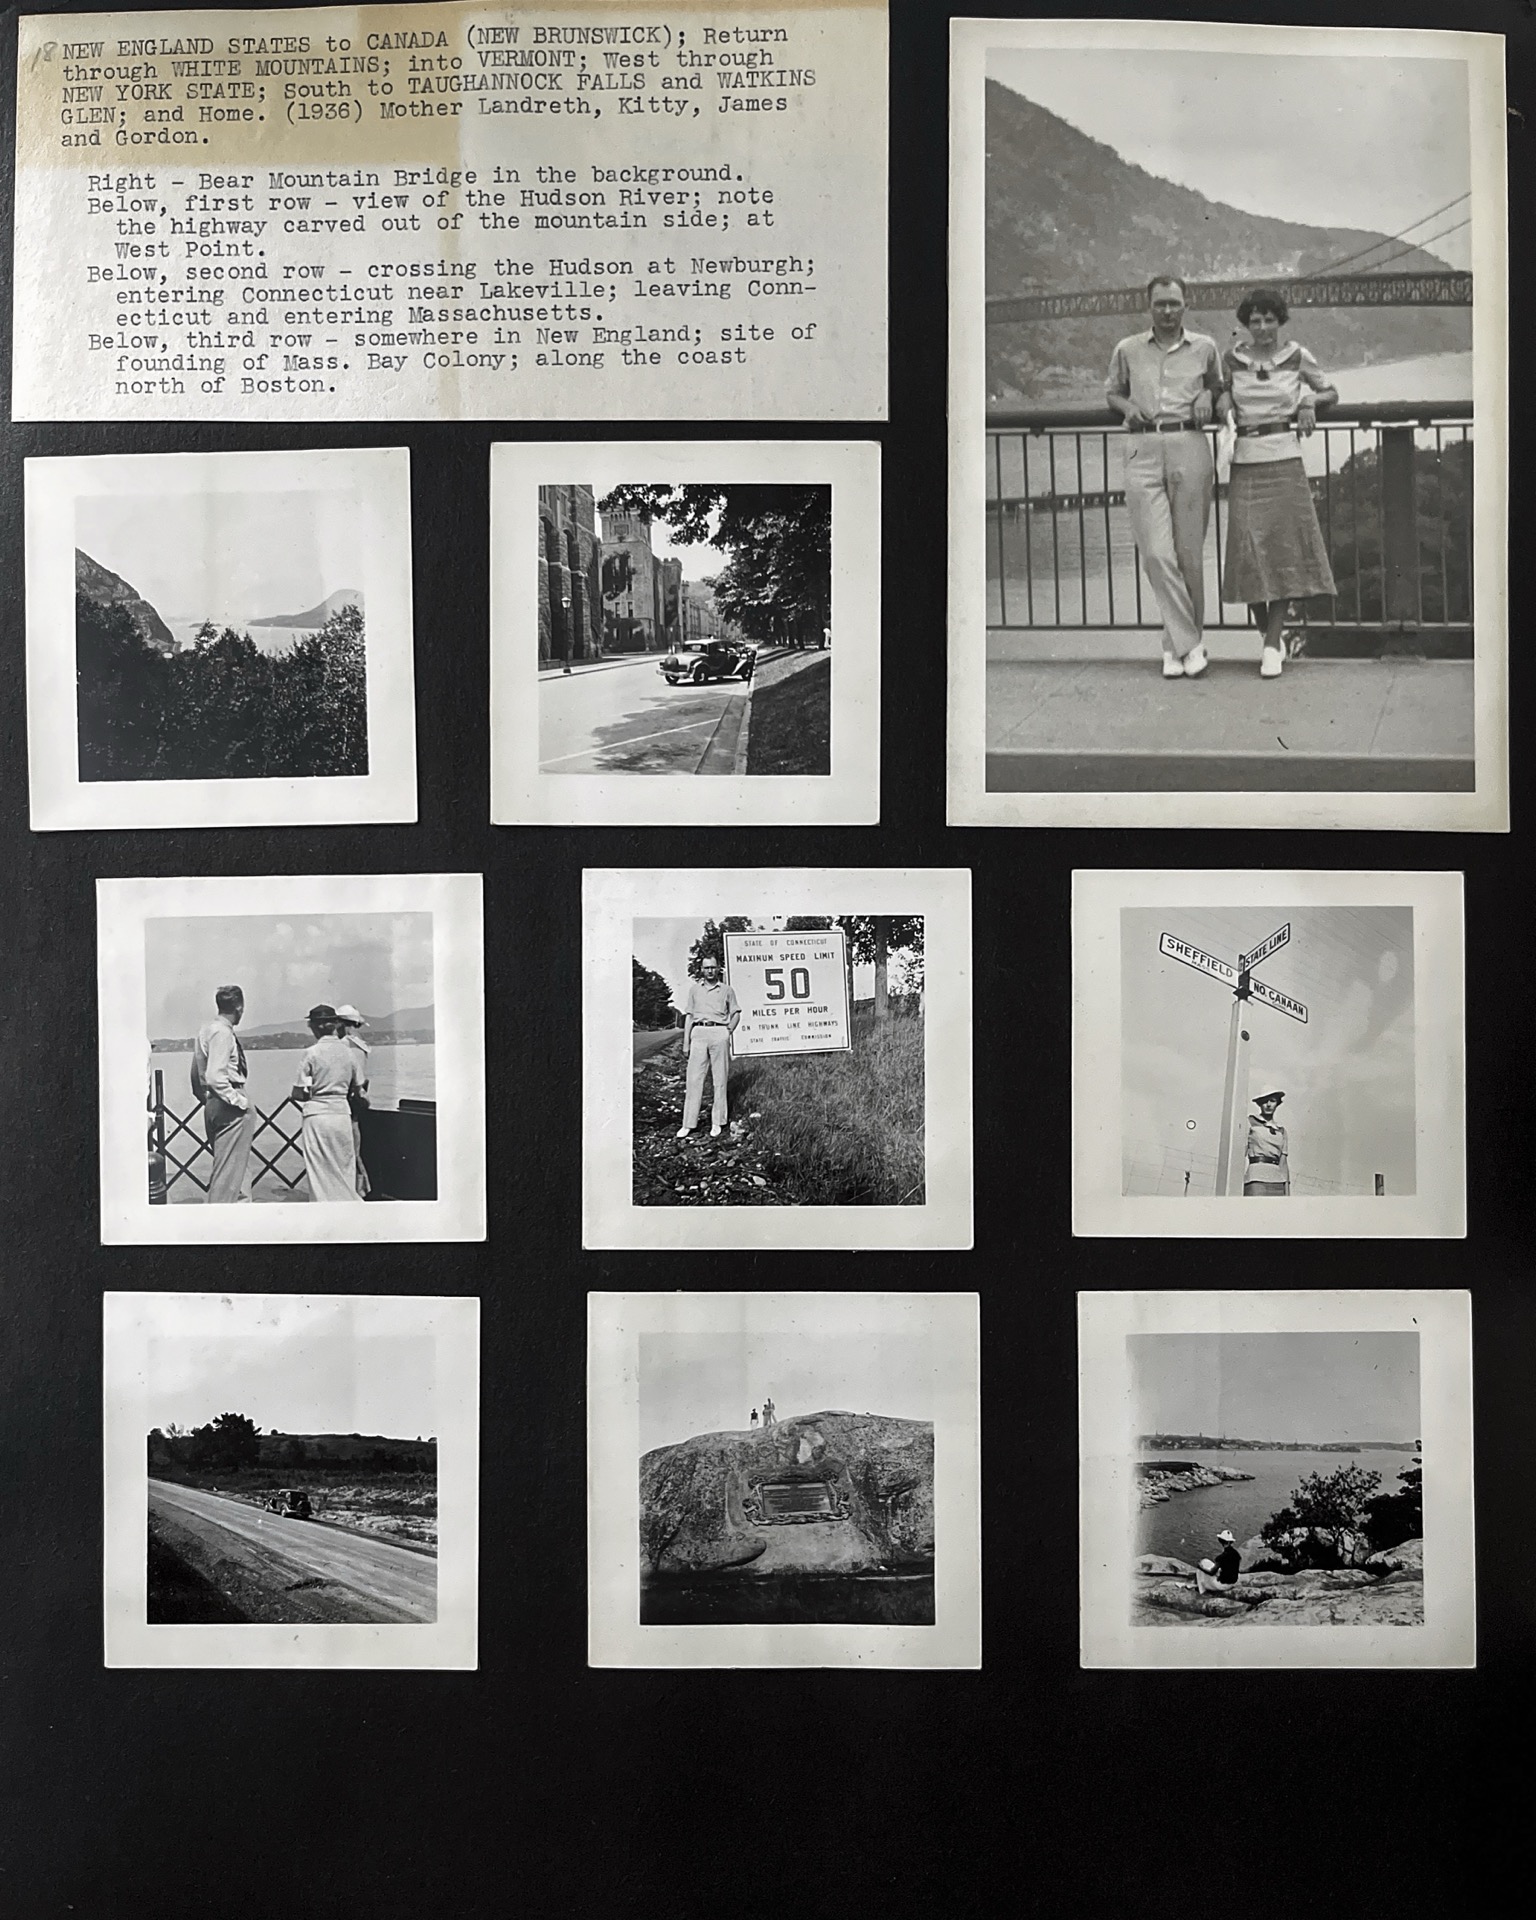 18 NEW ENGLAND STATES to CANADA (NEW BRUNSWICK); Return
through WHITE MOUNTAINS; into VERMONT; West through
NEW YORK STATE; South to TAUGHANNOCK FALLS and WATKINS
GLEN; and Home. (1936) Mother Landreth, Kitty, James
and Gordon.
Right - Bear Mountain Bridge in the background.
Below, first row - view of the Hudson River; note
the highway carved out of the mountain side; at
West Point.
Below, second row - crossing the Hudson at Newburgh;
entering Connecticut near Lakeville; leaving Conn-
ecticut and entering Massachusetts.
Below, third row - somewhere in New England; site of
founding of Mass. Bay Colony; along the coast
north of Boston.
STATE OF CONNECTICUT
MAXIMUM SPEED LIMIT
50
MILES PER HOUR
ON TRUNK LINE HIGHWAYS
STATE TRAFFIC COMMISSION
SHEFFIELD
STATE LINE
NO. CANAAN